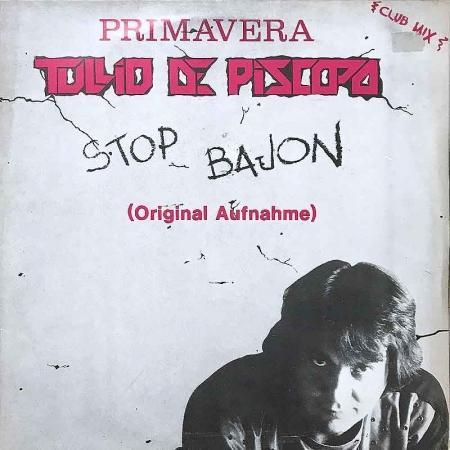 PRIMAVERA
CLUB MIX
TULLIO DE PISCOPO
STOP BAJON
(Original Aufnahme)